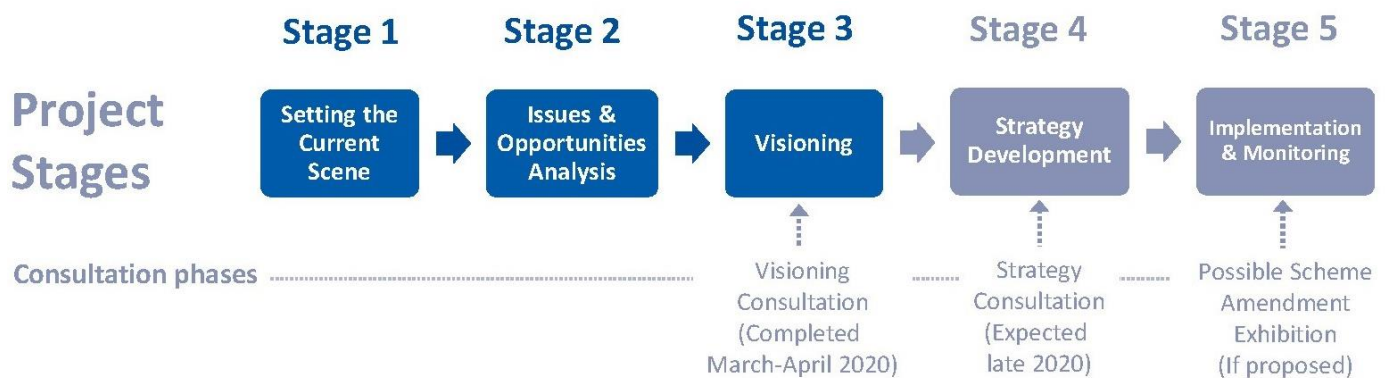 Stage 1
Stage 2
Stage 3
Stage 4
Stage 5
Project
Stages
Setting the
Current
Scene
Issues &
Opportunities
Analysis
Visioning
Strategy
Development
Implementation
& Monitoring
Consultation phases
Visioning
Consultation
(Completed
March-April 2020)
Strategy
Consultation
(Expected
late 2020)
Possible Scheme
Amendment
Exhibition
(If proposed)